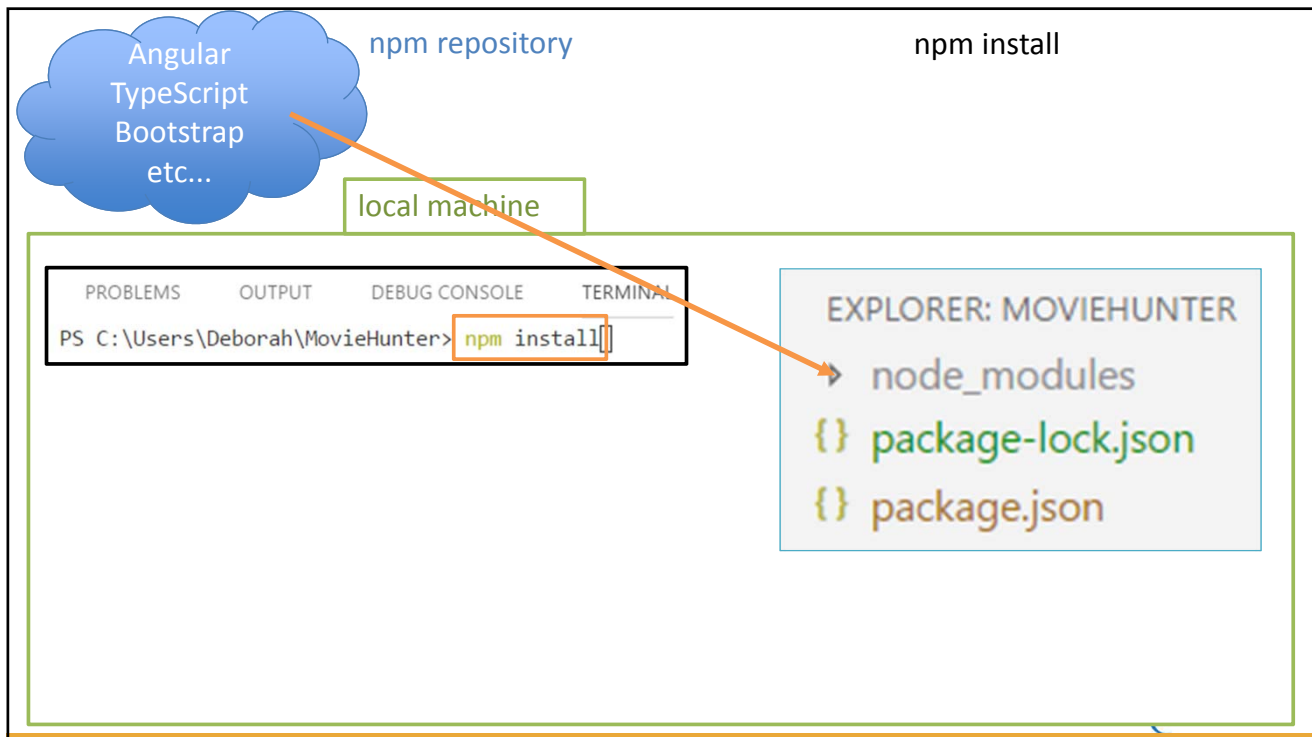 Angular
TypeScript
Bootstrap
etc...
npm repository
npm install
local machine
PROBLEMS OUTPUT DEBUG CONSOLE TERMINAL
PS C:\Users\Deborah\MovieHunter> npm install
EXPLORER: MOVIEHUNTER
node_modules
{} package-lock.json
{} package.json